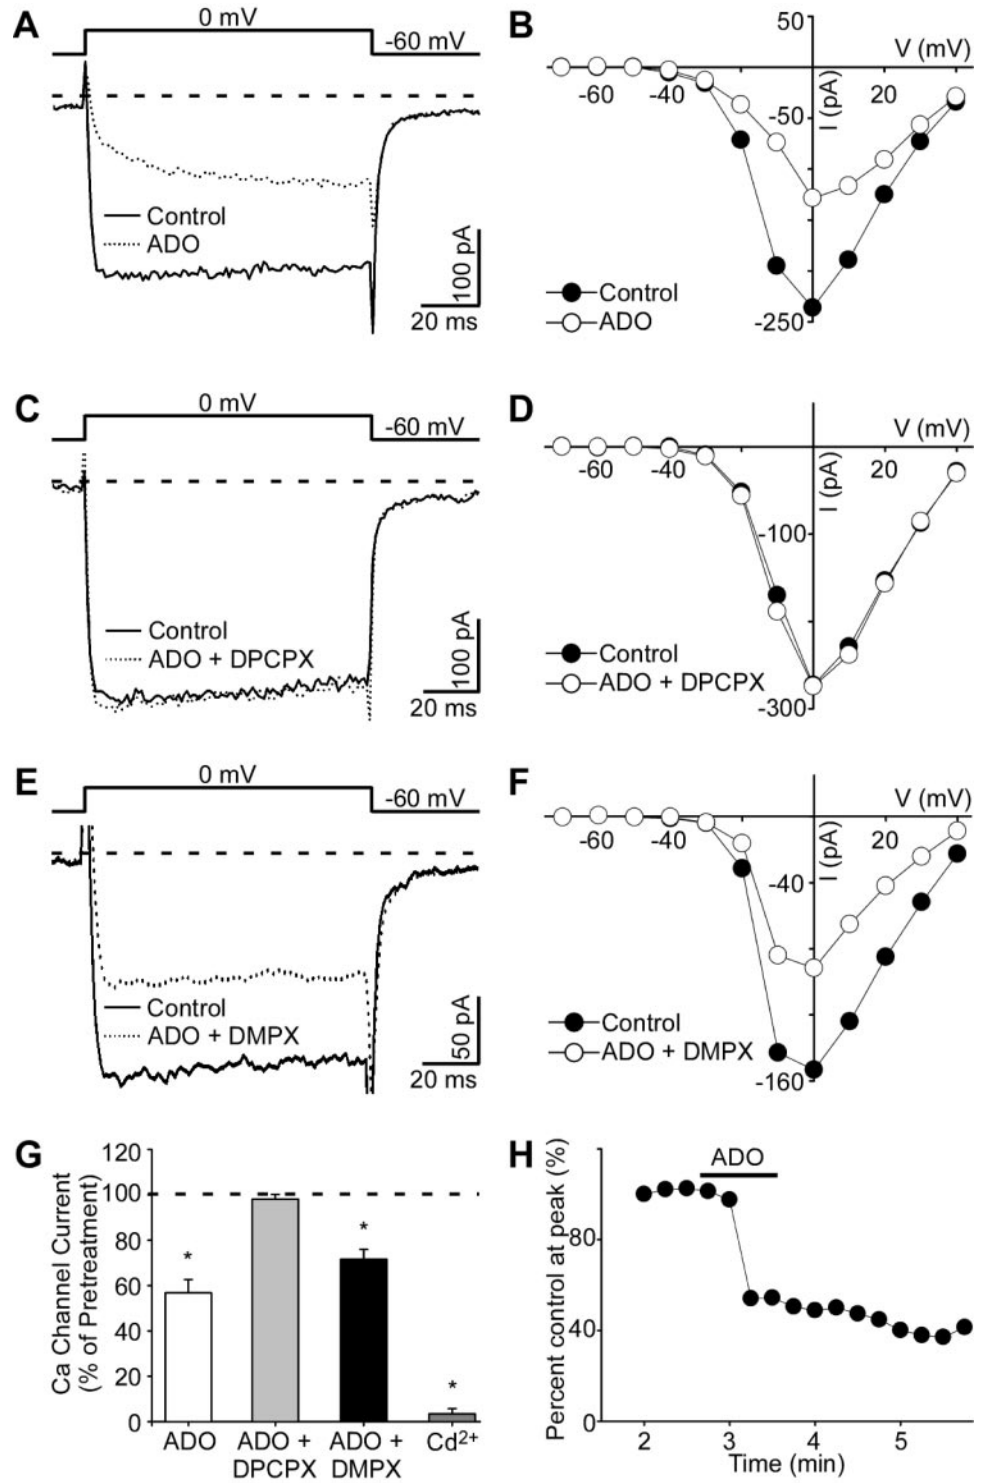 A
0 mV
-60 mV
Control
ADO
100 pA
20 ms
B
50
V (mV)
-60
-40
20
-50
I (pA)
Control
ADO
-250
C
0 mV
-60 mV
Control
ADO + DPCPX
100 pA
20 ms
D
V (mV)
-60
-40
20
I (pA)
-100
Control
ADO + DPCPX
-300
E
0 mV
-60 mV
Control
ADO + DMPX
50 pA
20 ms
F
V (mV)
-60
-40
20
I (pA)
-40
Control
ADO + DMPX
-160
G
Ca Channel Current
(% of Pretreatment)
120
100
80
60
40
20
0
*
*
*
ADO
ADO +
DPCPX
ADO +
DMPX
Cd2+
H
Percent control at peak (%)
ADO
80
40
0
2
3
4
5
Time (min)